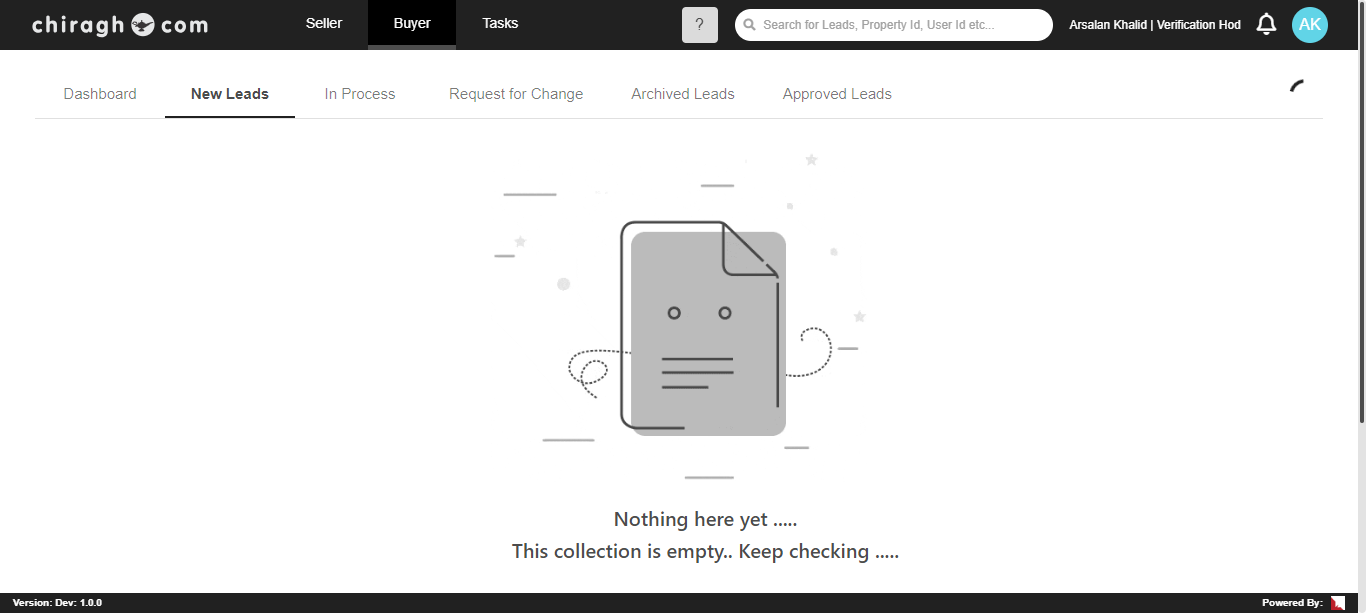 chiragh com
Seller
Buyer
Tasks
?
Search for Leads, Property Id, User Id etc...
Arsalan Khalid | Verification Hod
AK
Dashboard
New Leads
In Process
Request for Change
Archived Leads
Approved Leads
Nothing here yet .....
This collection is empty.. Keep checking .....
Version: Dev: 1.0.0
Powered By: